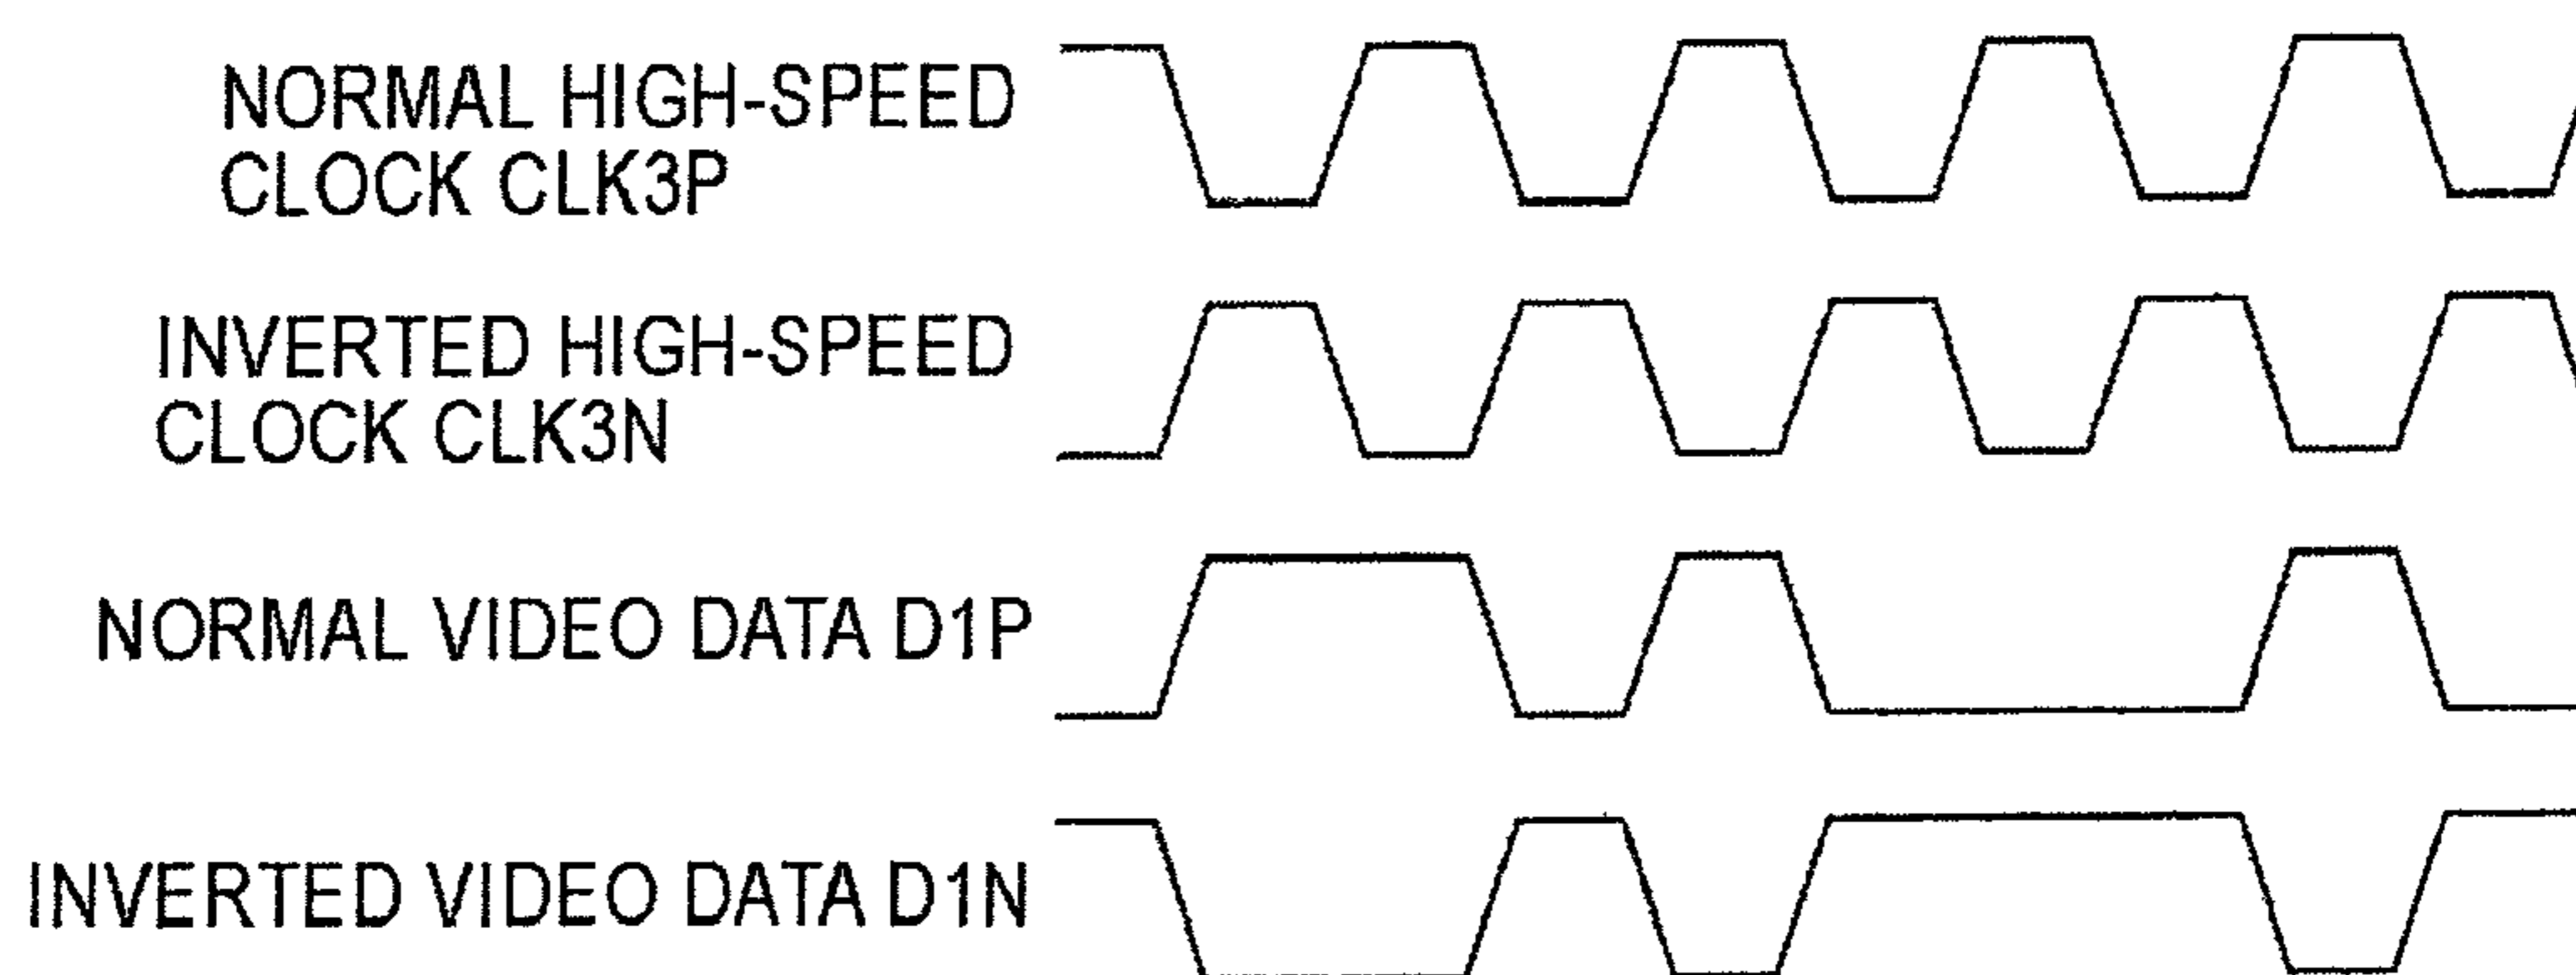 NORMAL HIGH-SPEED
CLOCK CLK3P
INVERTED HIGH-SPEED
CLOCK CLK3N
NORMAL VIDEO DATA D1P
INVERTED VIDEO DATA D1N